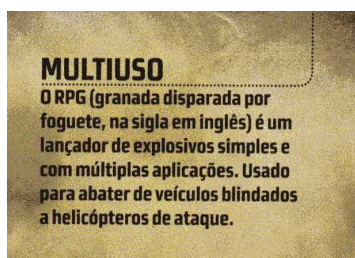 MULTIUSO
O RPG (granada disparada por
foguete, na sigla em inglês) é um
lançador de explosivos simples e
com múltiplas aplicações. Usado
para abater de veículos blindados
a helicópteros de ataque.